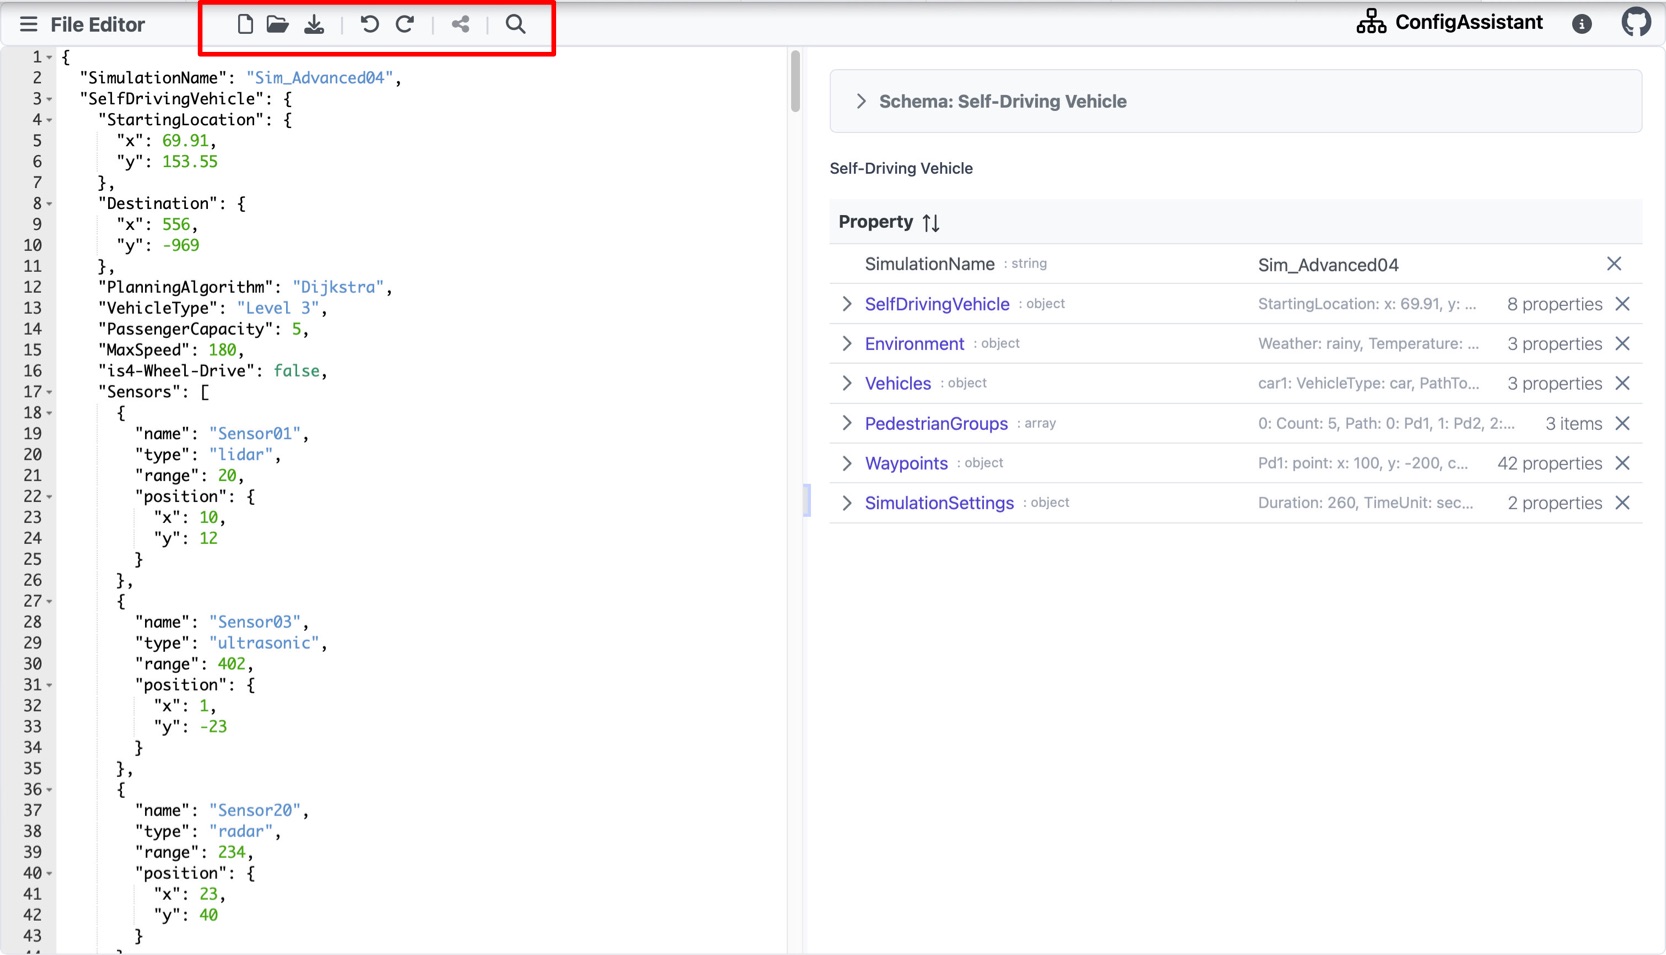 File Editor
ConfigAssistant
1 {
2 "SimulationName": "Sim_Advanced04",
3 "SelfDrivingVehicle": {
4 "StartingLocation": {
5 "x": 69.91,
6 "y": 153.55
7 },
8 "Destination": {
9 "x": 556,
10 "y": -969
11 },
12 "PlanningAlgorithm": "Dijkstra",
13 "VehicleType": "Level 3",
14 "PassengerCapacity": 5,
15 "MaxSpeed": 180,
16 "is4-Wheel-Drive": false,
17 "Sensors": [
18 {
19 "name": "Sensor01",
20 "type": "lidar",
21 "range": 20,
22 "position": {
23 "x": 10,
24 "y": 12
25 }
26 },
27 {
28 "name": "Sensor03",
29 "type": "ultrasonic",
30 "range": 402,
31 "position": {
32 "x": 1,
33 "y": -23
34 }
35 },
36 {
37 "name": "Sensor20",
38 "type": "radar",
39 "range": 234,
40 "position": {
41 "x": 23,
42 "y": 40
43 }
Schema: Self-Driving Vehicle
Self-Driving Vehicle
Property
SimulationName : string Sim_Advanced04
SelfDrivingVehicle : object StartingLocation: x: 69.91, y: ... 8 properties
Environment : object Weather: rainy, Temperature: ... 3 properties
Vehicles : object car1: VehicleType: car, PathTo... 3 properties
PedestrianGroups : array 0: Count: 5, Path: 0: Pd1, 1: Pd2, 2:... 3 items
Waypoints : object Pd1: point: x: 100, y: -200, c... 42 properties
SimulationSettings : object Duration: 260, TimeUnit: sec... 2 properties